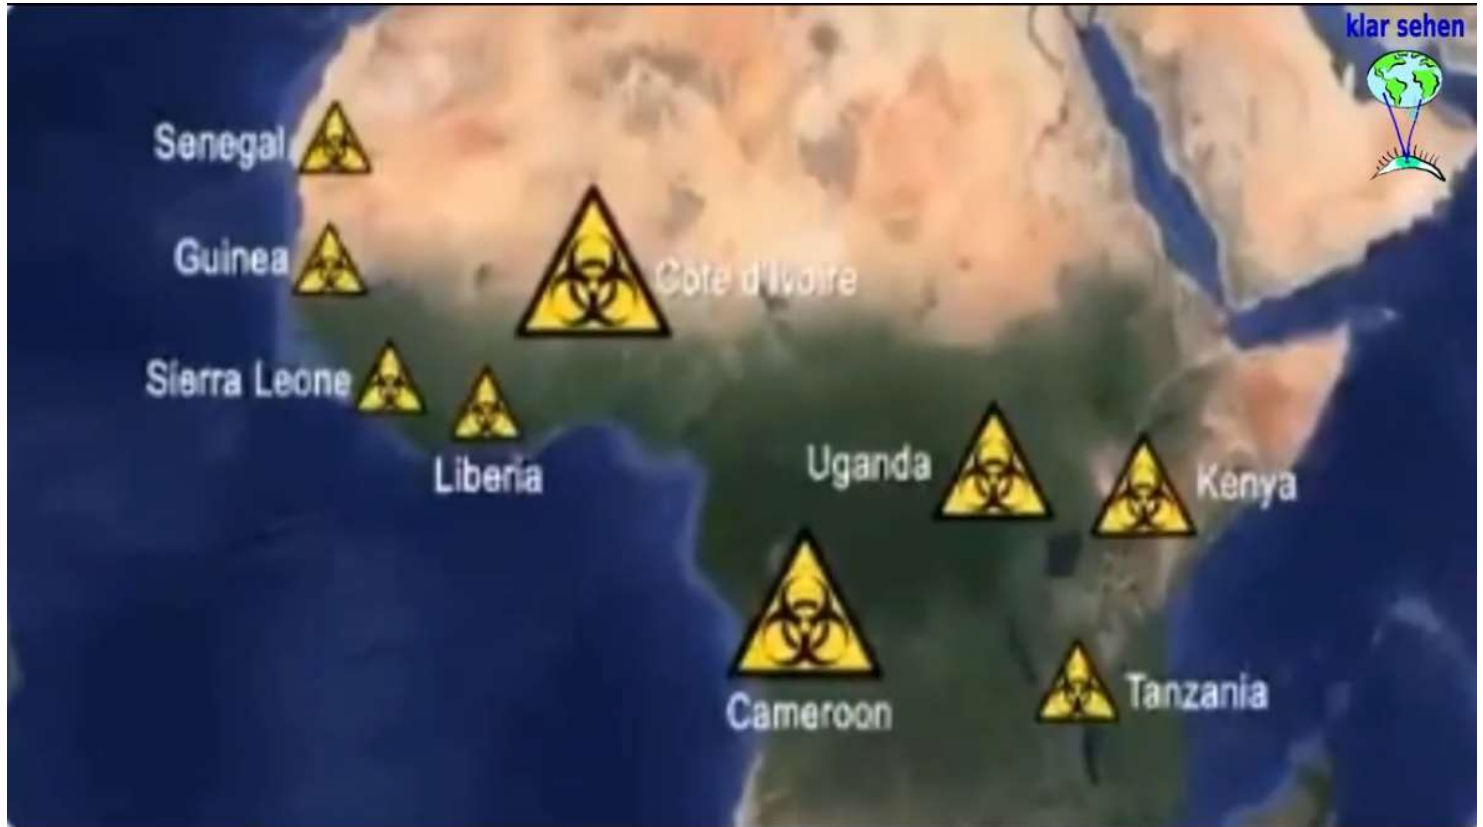 klar sehen
Senegal
Guinea
Cote d'Ivoire
Sierra Leone
Liberia
Uganda
Kenya
Cameroon
Tanzania